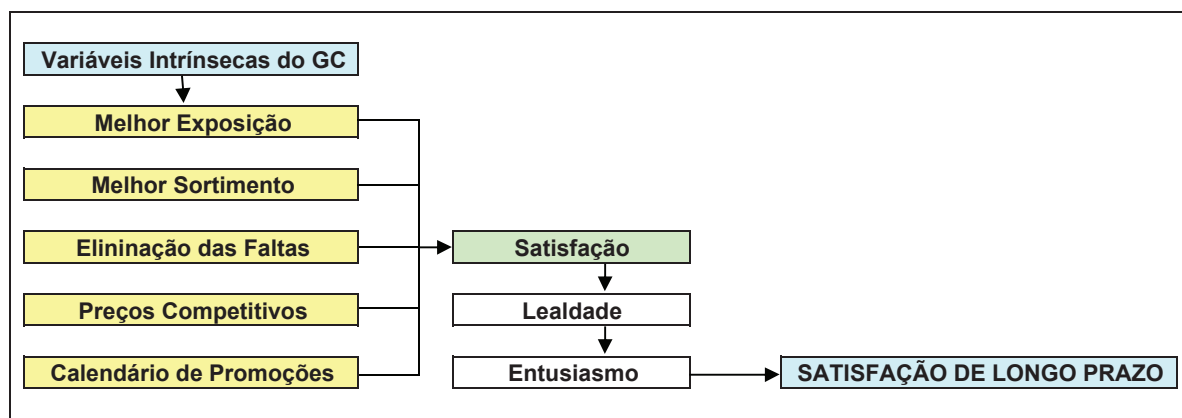 Variáveis Intrínsecas do GC
Melhor Exposição
Melhor Sortimento
Elininação das Faltas
Preços Competitivos
Calendário de Promoções
Satisfação
Lealdade
Entusiasmo
SATISFAÇÃO DE LONGO PRAZO